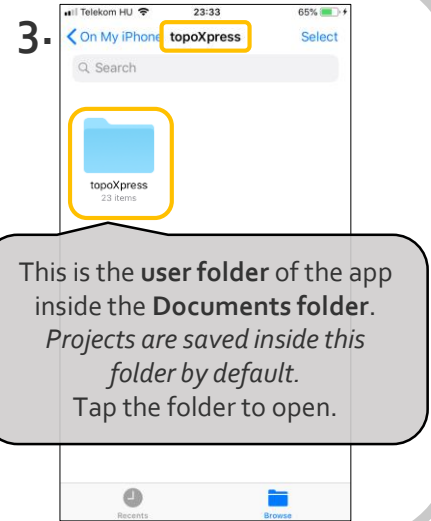 Telekom HU 23:33 65%
3.
On My iPhone topoXpress Select
Search
topoXpress
23 items
This is the user folder of the app
inside the Documents folder.
Projects are saved inside this
folder by default.
Tap the folder to open.
Recents Browse